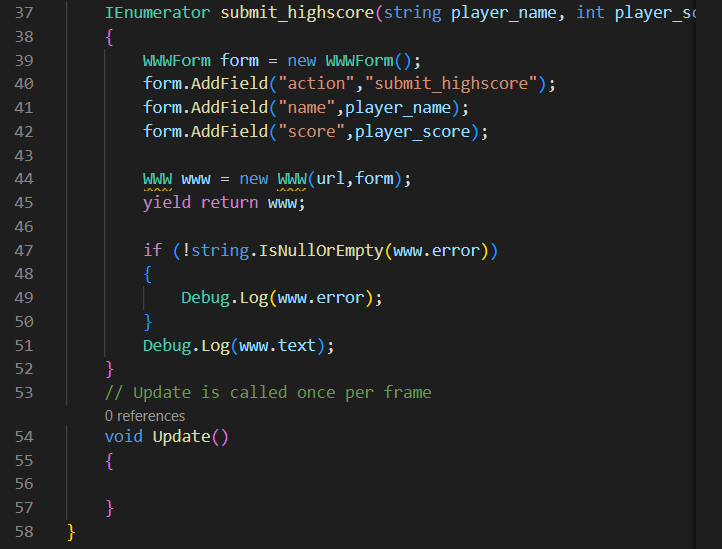 37 IEnumerator submit_highscore(string player_name, int player_sc
38 {
39 WWWForm form = new WWWForm();
40 form.AddField("action","submit_highscore");
41 form.AddField("name",player_name);
42 form.AddField("score",player_score);
43
44 WWW www = new WWW(url,form);
45 yield return www;
46
47 if (!string.IsNullOrEmpty(www.error))
48 {
49 Debug.Log(www.error);
50 }
51 Debug.Log(www.text);
52 }
53 // Update is called once per frame
0 references
54 void Update()
55 {
56
57 }
58 }